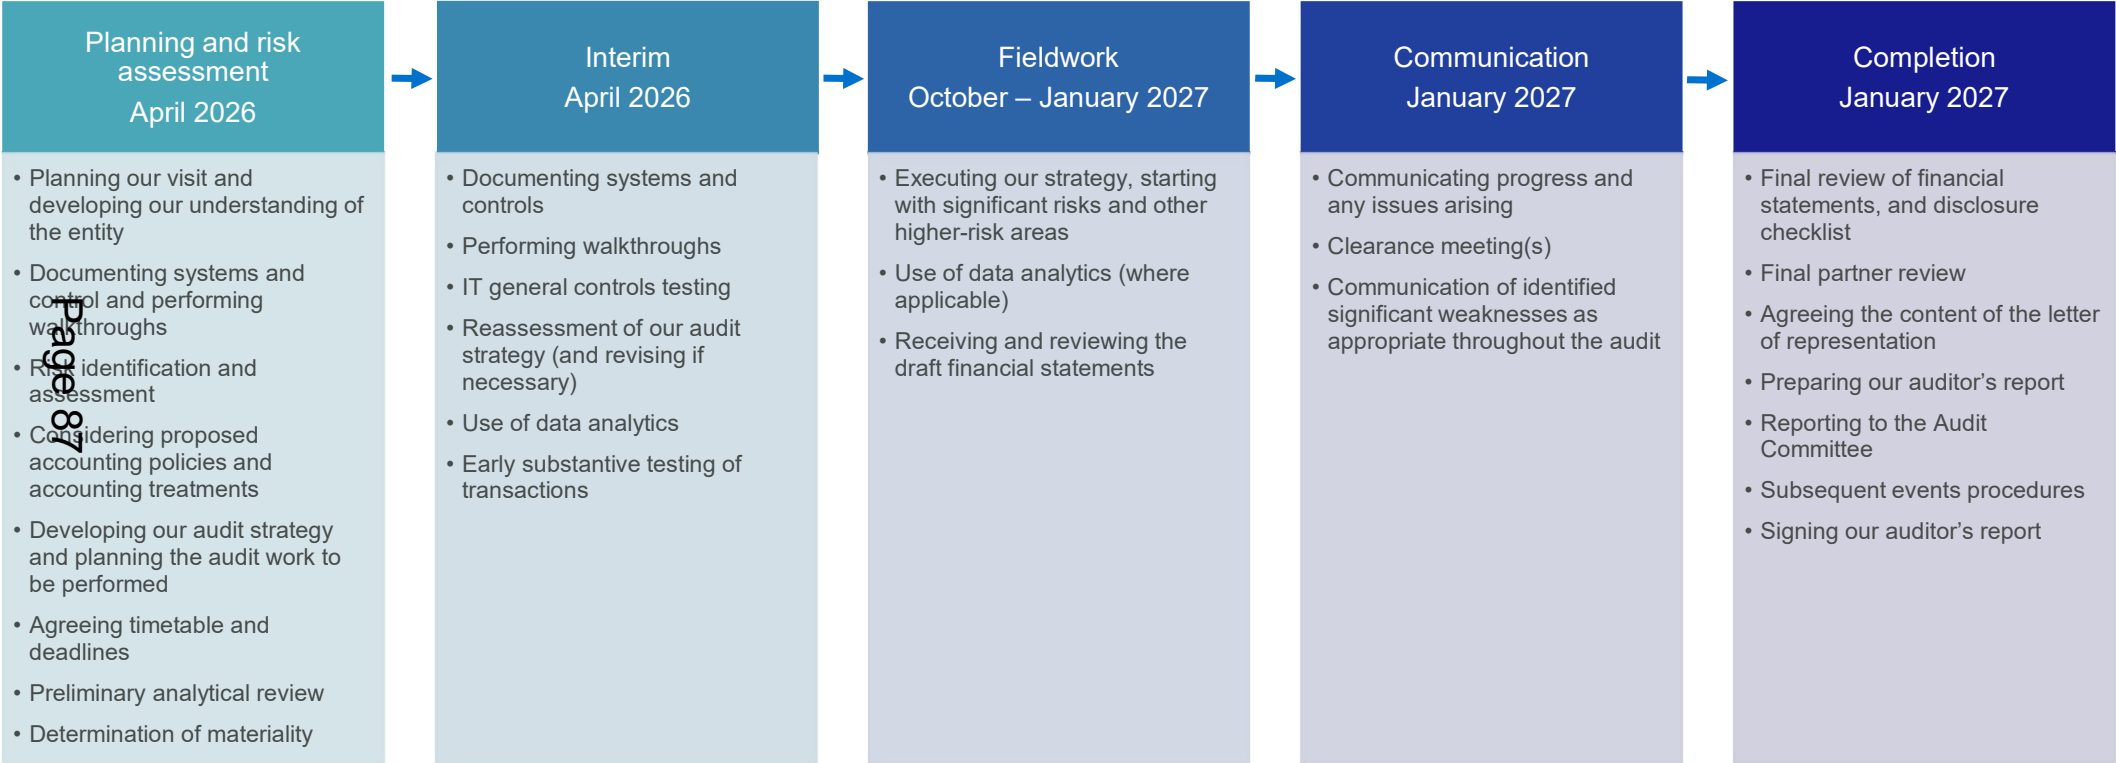 Planning and risk
assessment
April 2026
• Planning our visit and
developing our understanding of
the entity
• Documenting systems and
control and performing
walkthroughs
• Risk identification and
assessment
• Considering proposed
accounting policies and
accounting treatments
• Developing our audit strategy
and planning the audit work to
be performed
• Agreeing timetable and
deadlines
• Preliminary analytical review
• Determination of materiality
Page 87
Interim
April 2026
• Documenting systems and
controls
• Performing walkthroughs
• IT general controls testing
• Reassessment of our audit
strategy (and revising if
necessary)
• Use of data analytics
• Early substantive testing of
transactions
Fieldwork
October – January 2027
• Executing our strategy, starting
with significant risks and other
higher-risk areas
• Use of data analytics (where
applicable)
• Receiving and reviewing the
draft financial statements
Communication
January 2027
• Communicating progress and
any issues arising
• Clearance meeting(s)
• Communication of identified
significant weaknesses as
appropriate throughout the audit
Completion
January 2027
• Final review of financial
statements, and disclosure
checklist
• Final partner review
• Agreeing the content of the letter
of representation
• Preparing our auditor’s report
• Reporting to the Audit
Committee
• Subsequent events procedures
• Signing our auditor’s report